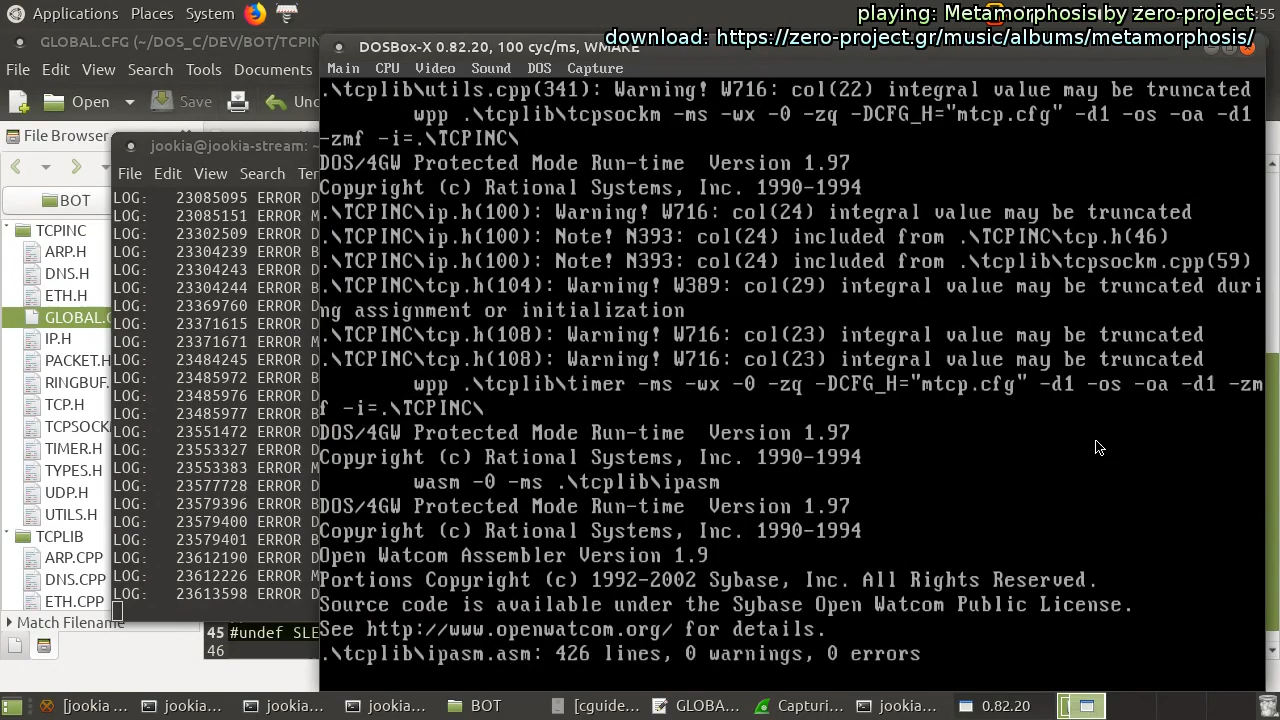 Applications Places System
playing: Metamorphosis by zero-project
:55
GLOBAL.CFG (~/DOS_C/DEV/BOT/TCPIN
DOSBox-X 0.82.20, 100 cyc/ms, WMAKE
download: https://zero-project.gr/music/albums/metamorphosis/
File Edit View Search Tools Documents
Main CPU Video Sound DOS Capture
Open Save Und
File Browser
BOT
TCPINC
ARP.H
DNS.H
ETH.H
GLOBAL.C
IP.H
PACKET.H
RINGBUF.
TCP.H
TCPSOCK
TIMER.H
TYPES.H
UDP.H
UTILS.H
TCPLIB
ARP.CPP
DNS.CPP
ETH.CPP
Match Filename
jookia@jookia-stream: ~
File Edit View Search Ter
LOG: 23085095 ERROR D
LOG: 23085151 ERROR M
LOG: 23302509 ERROR D
LOG: 23304239 ERROR B
LOG: 23304243 ERROR D
LOG: 23304244 ERROR B
LOG: 23369760 ERROR D
LOG: 23371615 ERROR D
LOG: 23371671 ERROR M
LOG: 23484245 ERROR D
LOG: 23485972 ERROR B
LOG: 23485976 ERROR D
LOG: 23485977 ERROR B
LOG: 23551472 ERROR D
LOG: 23553327 ERROR D
LOG: 23553383 ERROR M
LOG: 23577728 ERROR D
LOG: 23579396 ERROR B
LOG: 23579400 ERROR D
LOG: 23579401 ERROR B
LOG: 23612190 ERROR D
LOG: 23612226 ERROR M
LOG: 23613598 ERROR D
45 #undef SLE
46
.\tcplib\utils.cpp(341): Warning! W716: col(22) integral value may be truncated
wpp .\tcplib\tcpsockm -ms -wx -0 -zq -DCFG_H="mtcp.cfg" -d1 -os -oa -d1
-zmf -i=.\TCPINC\
DOS/4GW Protected Mode Run-time Version 1.97
Copyright (c) Rational Systems, Inc. 1990-1994
.\TCPINC\ip.h(100): Warning! W716: col(24) integral value may be truncated
.\TCPINC\ip.h(100): Note! N393: col(24) included from .\TCPINC\tcp.h(46)
.\TCPINC\ip.h(100): Note! N393: col(24) included from .\tcplib\tcpsockm.cpp(59)
.\TCPINC\tcp.h(104): Warning! W389: col(29) integral value may be truncated duri
ng assignment or initialization
.\TCPINC\tcp.h(108): Warning! W716: col(23) integral value may be truncated
.\TCPINC\tcp.h(108): Warning! W716: col(23) integral value may be truncated
wpp .\tcplib\timer -ms -wx -0 -zq -DCFG_H="mtcp.cfg" -d1 -os -oa -d1 -zm
f -i=.\TCPINC\
DOS/4GW Protected Mode Run-time Version 1.97
Copyright (c) Rational Systems, Inc. 1990-1994
wasm -0 -ms .\tcplib\ipasm
DOS/4GW Protected Mode Run-time Version 1.97
Copyright (c) Rational Systems, Inc. 1990-1994
Open Watcom Assembler Version 1.9
Portions Copyright (c) 1992-2002 Sybase, Inc. All Rights Reserved.
Source code is available under the Sybase Open Watcom Public License.
See http://www.openwatcom.org/ for details.
.\tcplib\ipasm.asm: 426 lines, 0 warnings, 0 errors
[jookia ... jookia... jookia... jookia... BOT [cguide... GLOBA... Capturi... jookia... 0.82.20